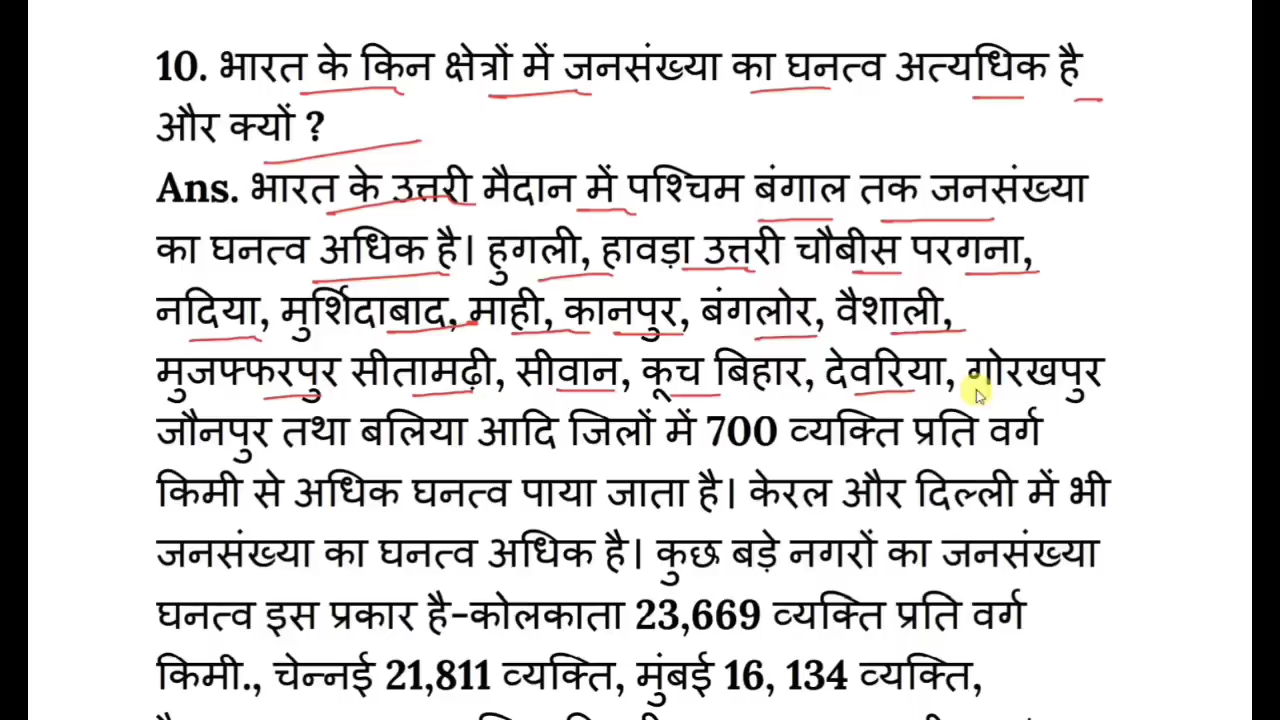 10. भारत के किन क्षेत्रों में जनसंख्या का घनत्व अत्यधिक है
और क्यों ?
Ans. भारत के उत्तरी मैदान में पश्चिम बंगाल तक जनसंख्या
का घनत्व अधिक है। हुगली, हावड़ा उत्तरी चौबीस परगना,
नदिया, मुर्शिदाबाद, माही, कानपुर, बंगलोर, वैशाली,
मुजफ्फरपुर सीतामढ़ी, सीवान, कूच बिहार, देवरिया, गोरखपुर
जौनपुर तथा बलिया आदि जिलों में 700 व्यक्ति प्रति वर्ग
किमी से अधिक घनत्व पाया जाता है। केरल और दिल्ली में भी
जनसंख्या का घनत्व अधिक है। कुछ बड़े नगरों का जनसंख्या
घनत्व इस प्रकार है-कोलकाता 23,669 व्यक्ति प्रति वर्ग
किमी., चेन्नई 21,811 व्यक्ति, मुंबई 16, 134 व्यक्ति,